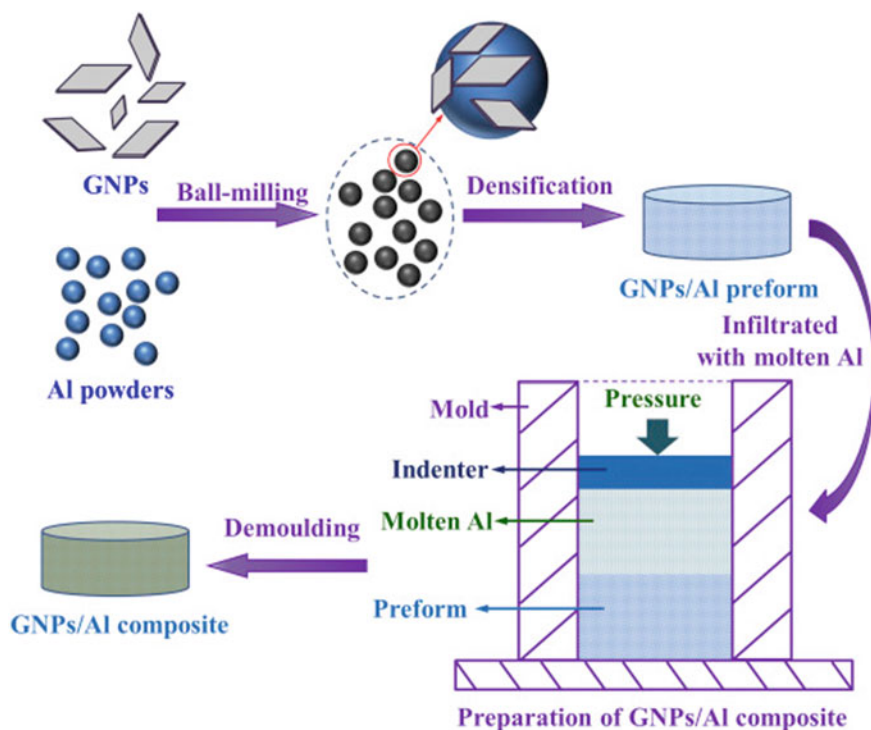 GNPs
Ball-milling
Densification
Al powders
GNPs/Al preform
Infiltrated
with molten Al
Mold
Pressure
Indenter
Molten Al
Preform
Demoulding
GNPs/Al composite
Preparation of GNPs/Al composite